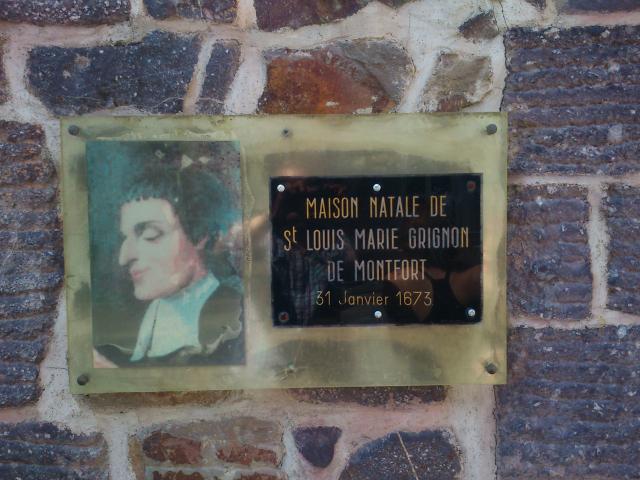 MAISON NATALE DE
St LOUIS MARIE GRIGNON
DE MONTFORT
31 Janvier 1673